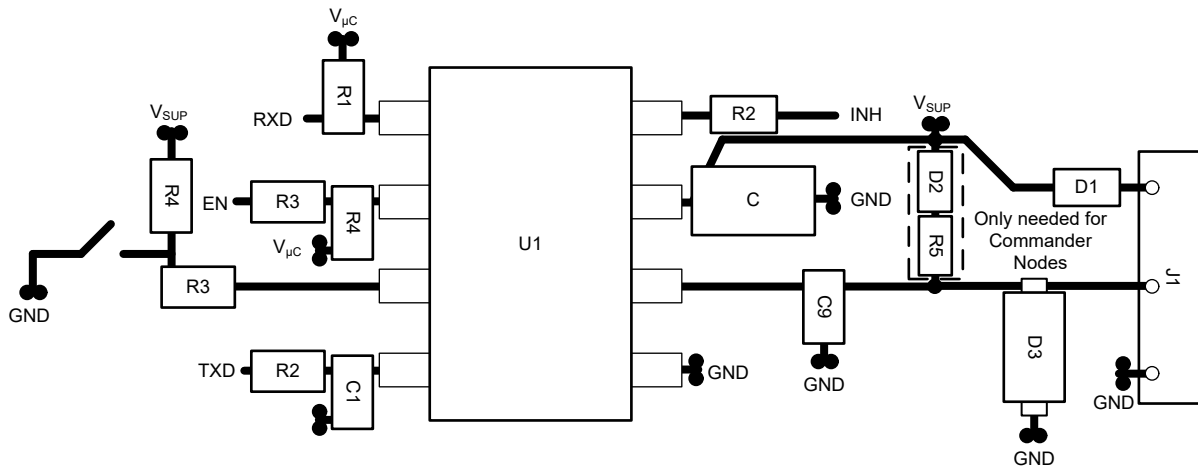 VµC
R1
RXD
U1
R2
INH
VSUP
VSUP
R4
EN
R3
R4
VµC
C
GND
D2
D1
Only needed for
Commander
Nodes
R5
J1
GND
R3
C9
D3
TXD
R2
C1
GND
GND
GND
GND